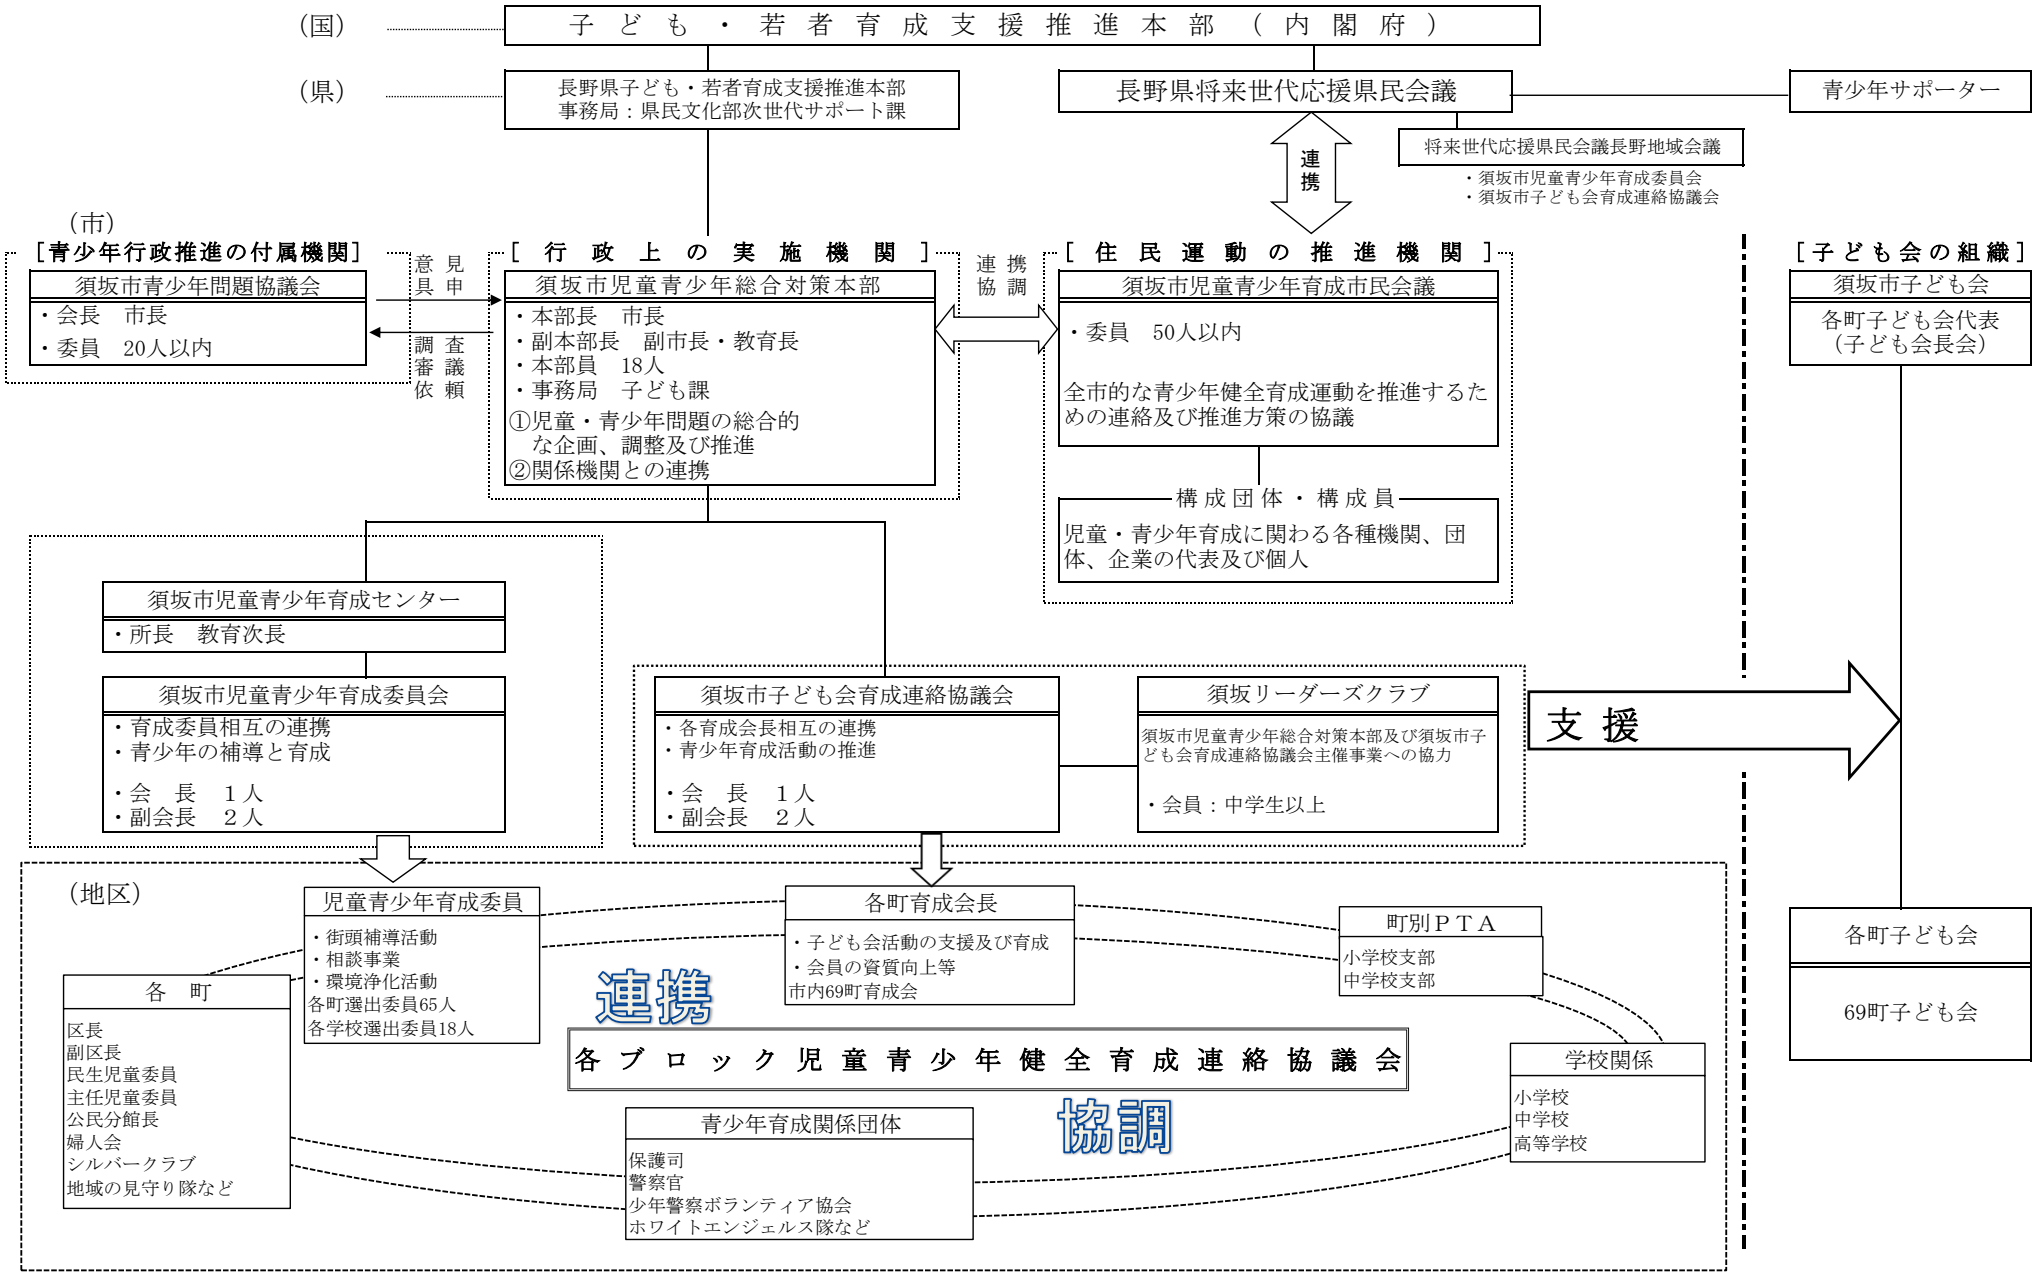 （国）
子ども・若者育成支援推進本部（内閣府）
（県）
長野県子ども・若者育成支援推進本部
事務局：県民文化部次世代サポート課
長野県将来世代応援県民会議
青少年サポーター
連携
将来世代応援県民会議長野地域会議
・須坂市児童青少年育成委員会
・須坂市子ども会育成連絡協議会
（市）
［青少年行政推進の付属機関］
須坂市青少年問題協議会
・会長　市長
・委員　20人以内
意見
具申
調査
審議
依頼
［行政上の実施機関］
須坂市児童青少年総合対策本部
・本部長　市長
・副本部長　副市長・教育長
・本部員　18人
・事務局　子ども課
①児童・青少年問題の総合的
な企画、調整及び推進
②関係機関との連携
連携
協調
［住民運動の推進機関］
須坂市児童青少年育成市民会議
・委員　50人以内
全市的な青少年健全育成運動を推進するた
めの連絡及び推進方策の協議
構成団体・構成員
児童・青少年育成に関わる各種機関、団
体、企業の代表及び個人
［子ども会の組織］
須坂市子ども会
各町子ども会代表
（子ども会長会）
須坂市児童青少年育成センター
・所長　教育次長
須坂市児童青少年育成委員会
・育成委員相互の連携
・青少年の補導と育成
・会　長　１人
・副会長　２人
須坂市子ども会育成連絡協議会
・各育成会長相互の連携
・青少年育成活動の推進
・会　長　１人
・副会長　２人
須坂リーダーズクラブ
須坂市児童青少年総合対策本部及び須坂市子
ども会育成連絡協議会主催事業への協力
・会員：中学生以上
支援
（地区）
児童青少年育成委員
・街頭補導活動
・相談事業
・環境浄化活動
各町選出委員65人
各学校選出委員18人
各町育成会長
・子ども会活動の支援及び育成
・会員の資質向上等
市内69町育成会
町別ＰＴＡ
小学校支部
中学校支部
各町子ども会
69町子ども会
各　町
区長
副区長
民生児童委員
主任児童委員
公民分館長
婦人会
シルバークラブ
地域の見守り隊など
連携
各ブロック児童青少年健全育成連絡協議会
協調
学校関係
小学校
中学校
高等学校
青少年育成関係団体
保護司
警察官
少年警察ボランティア協会
ホワイトエンジェルス隊など